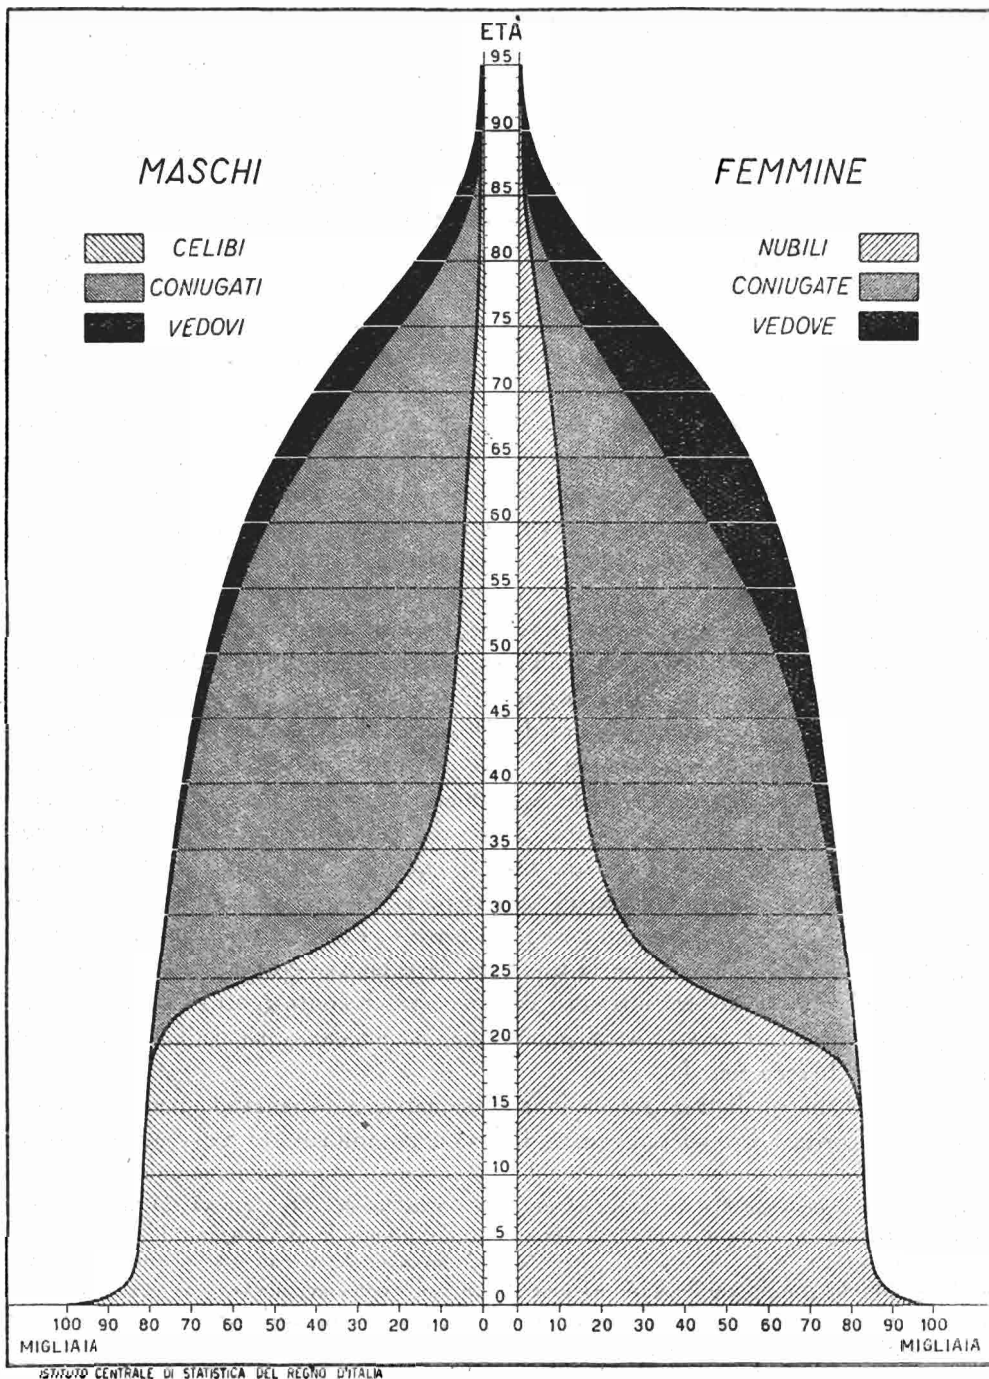 ETÀ
95
90
MASCHI
FEMMINE
85
CELIBI
NUBILI
80
CONIUGATI
CONIUGATE
VEDOVI
VEDOVE
75
70
65
60
55
50
45
40
35
30
25
20
15
10
5
0
100 90 80 70 60 50 40 30 20 10 0 0 10 20 30 40 50 60 70 80 90 100
MIGLIAIA
MIGLIAIA
ISTITUTO CENTRALE DI STATISTICA DEL REGNO D'ITALIA